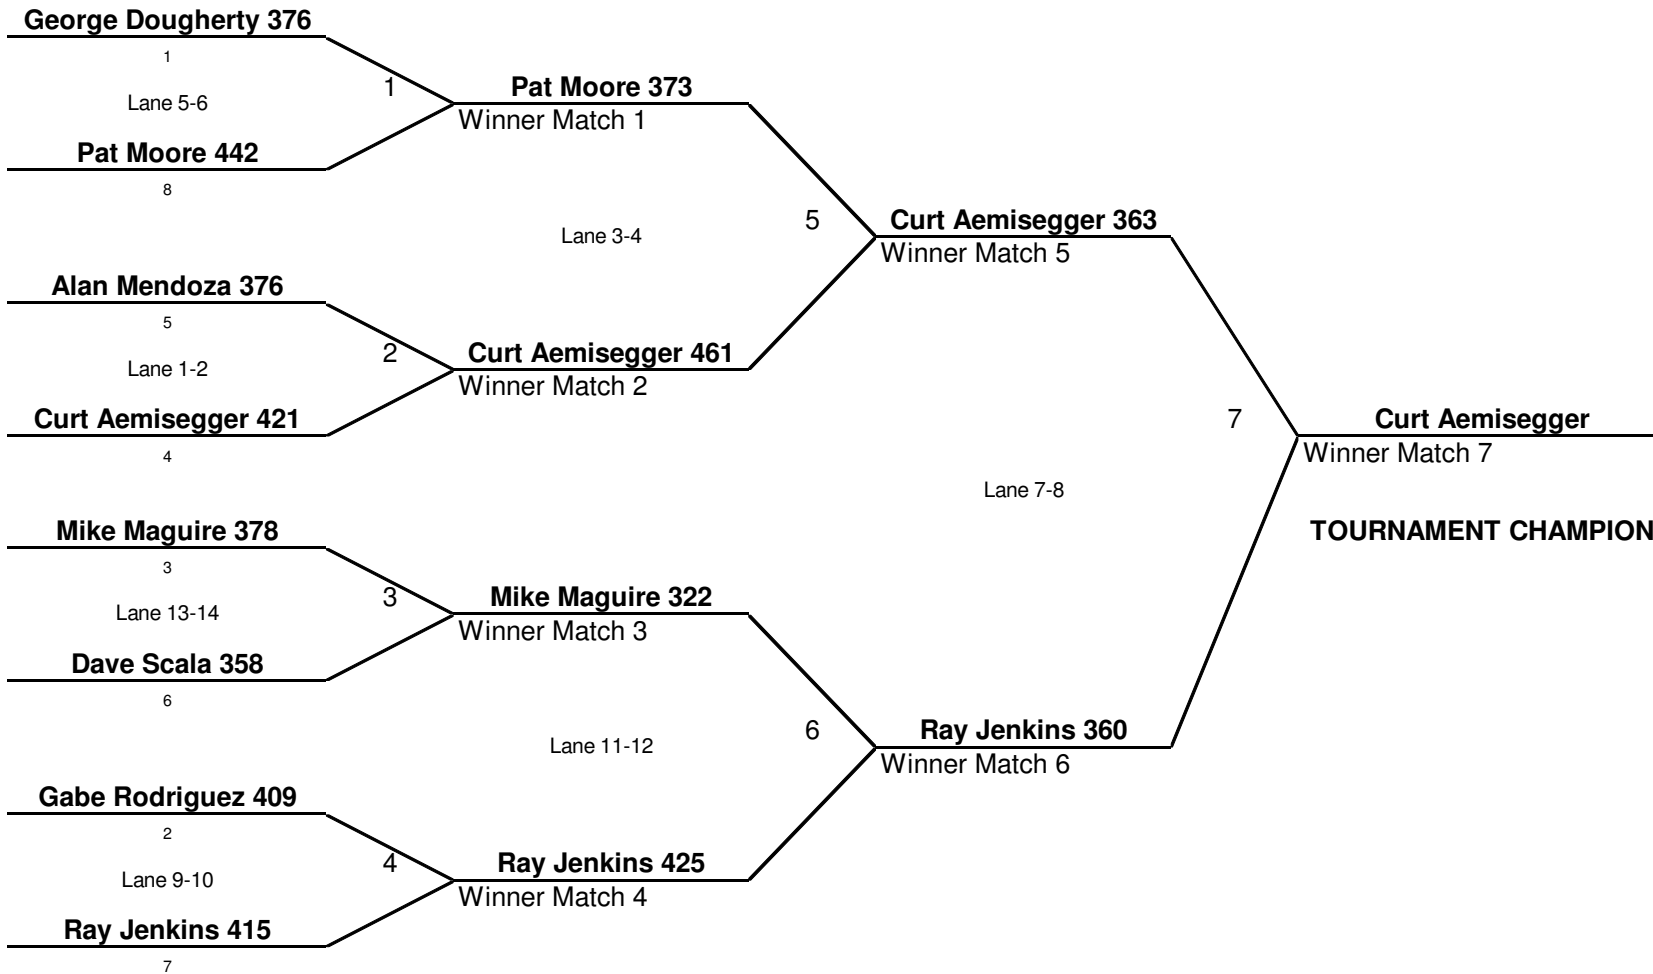 George Dougherty 376
1
Lane 5-6
1
Pat Moore 442
8
Pat Moore 373
Winner Match 1
Lane 3-4
5
Alan Mendoza 376
5
Lane 1-2
2
Curt Aemisegger 421
4
Curt Aemisegger 461
Winner Match 2
Curt Aemisegger 363
Winner Match 5
Lane 7-8
7
Curt Aemisegger
Winner Match 7
TOURNAMENT CHAMPION
Mike Maguire 378
3
Lane 13-14
3
Dave Scala 358
6
Mike Maguire 322
Winner Match 3
Lane 11-12
6
Ray Jenkins 360
Winner Match 6
Gabe Rodriguez 409
2
Lane 9-10
4
Ray Jenkins 415
7
Ray Jenkins 425
Winner Match 4